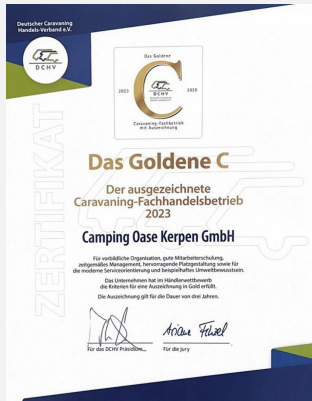 Deutscher Caravaning
Handels-Verband e.V.
DCHV
Das Goldene
2023 2026
C
DCHV
Caravaning-Fachbetrieb
mit Auszeichnung
ZERTIFIKAT
Das Goldene C
Der ausgezeichnete
Caravaning-Fachhandelsbetrieb
2023
Camping Oase Kerpen GmbH
Für vorbildliche Organisation, gute Mitarbeiterschulung,
zeitgemäßes Management, hervorragende Platzgestaltung sowie für
die moderne Serviceorientierung und beispielhaftes Umweltbewusstsein.
Das Unternehmen hat im Händlerwettbewerb
die Kriterien für eine Auszeichnung in Gold erfüllt.
Die Auszeichnung gilt für die Dauer von drei Jahren.
Für das DCHV Präsidium
Für die Jury